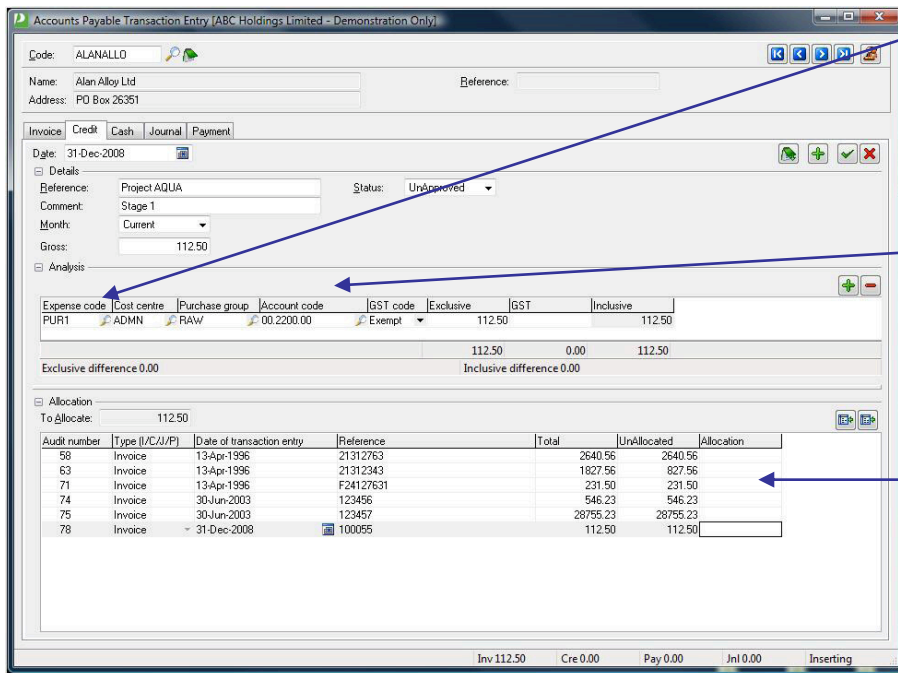 Accounts Payable Transaction Entry [ABC Holdings Limited - Demonstration Only]
Code: ALANALLO
Name: Alan Alloy Ltd Reference:
Address: PO Box 26351
Invoice Credit Cash Journal Payment
Date: 31-Dec-2008
Details
Reference: Project AQUA Status: UnApproved
Comment: Stage 1
Month: Current
Gross: 112.50
Analysis
Expense code Cost centre Purchase group Account code GST code Exclusive GST Inclusive
PUR1 ADMN RAW 00.2200.00 Exempt 112.50 112.50
112.50 0.00 112.50
Exclusive difference 0.00 Inclusive difference 0.00
Allocation
To Allocate: 112.50
Audit number Type (I/C/J/P) Date of transaction entry Reference Total UnAllocated Allocation
58 Invoice 13-Apr-1996 21312763 2640.56 2640.56
63 Invoice 13-Apr-1996 21312343 1827.56 827.56
71 Invoice 13-Apr-1996 F24127631 231.50 231.50
74 Invoice 30-Jun-2003 123456 546.23 546.23
75 Invoice 30-Jun-2003 123457 28755.23 28755.23
78 Invoice 31-Dec-2008 100055 112.50 112.50
Inv 112.50 Cre 0.00 Pay 0.00 Jnl 0.00 Inserting